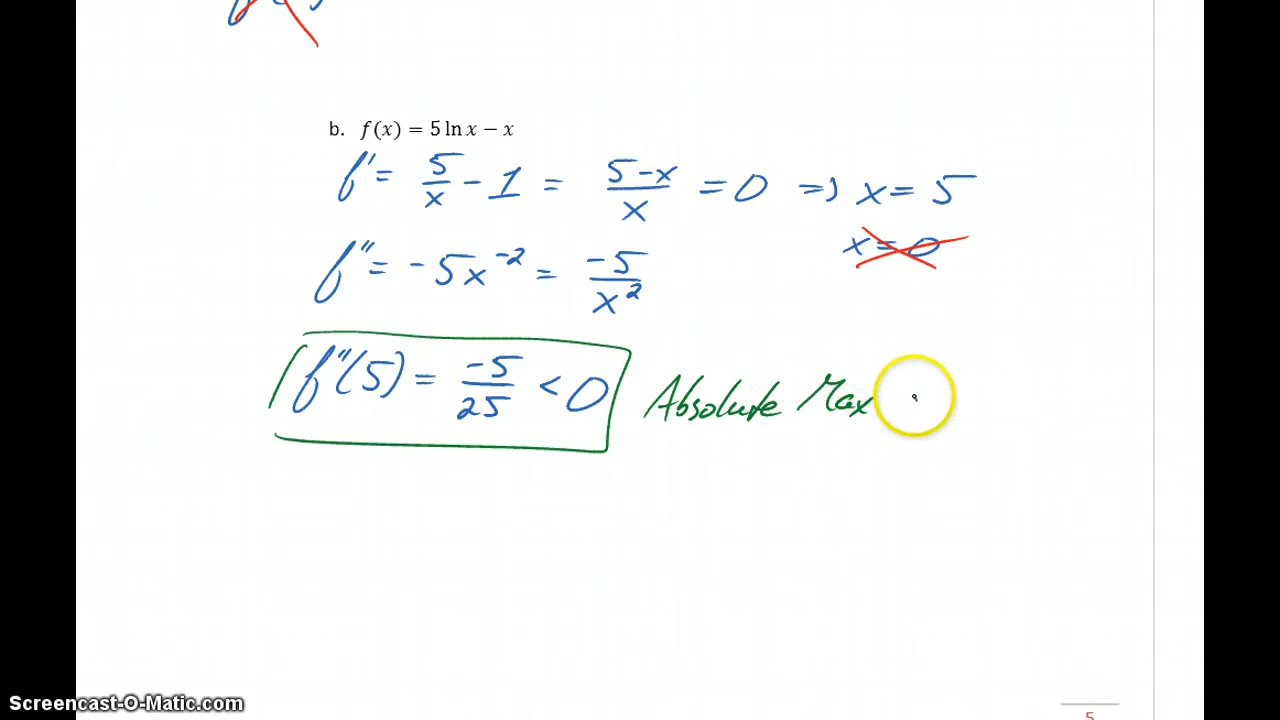 b. f(x) = 5 ln x − x
f' = 5/x - 1 = (5-x)/x = 0 => x = 5
x = 0
f'' = -5x^-2 = -5/x^2
f''(5) = -5/25 < 0 Absolute Max
Screencast-O-Matic.com
5